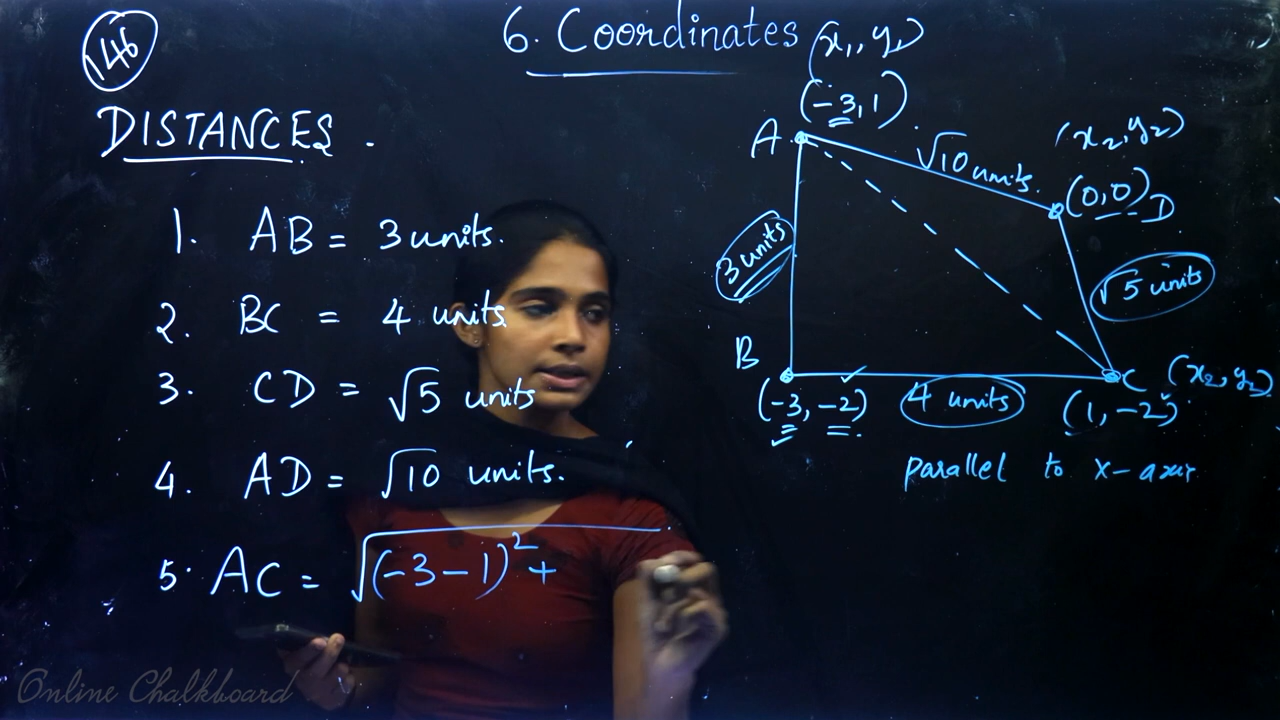 146
6. Coordinates
DISTANCES.
1. AB = 3 units.
2. BC = 4 units
3. CD = √5 units
4. AD = √10 units.
5. AC = √(-3-1)² +
(x₁, y₁)
(-3, 1)
A
√10 units.
(x₂, y₂)
(0,0) D
3 units
√5 units
B
C (x₂, y₂)
(-3, -2)
4 units
(1, -2)
parallel to x-axis
Online Chalkboard